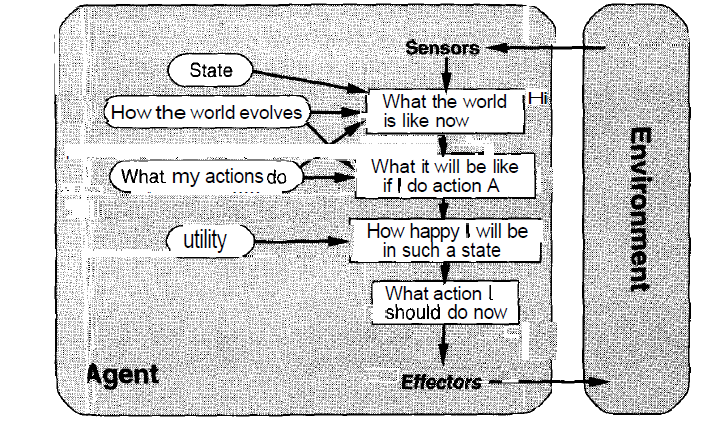 Sensors
State
What the world
is like now
Hi
How the world evolves
What it will be like
if I do action A
What my actions do
How happy I will be
in such a state
utility
What action I
should do now
Agent
Effectors
Environment